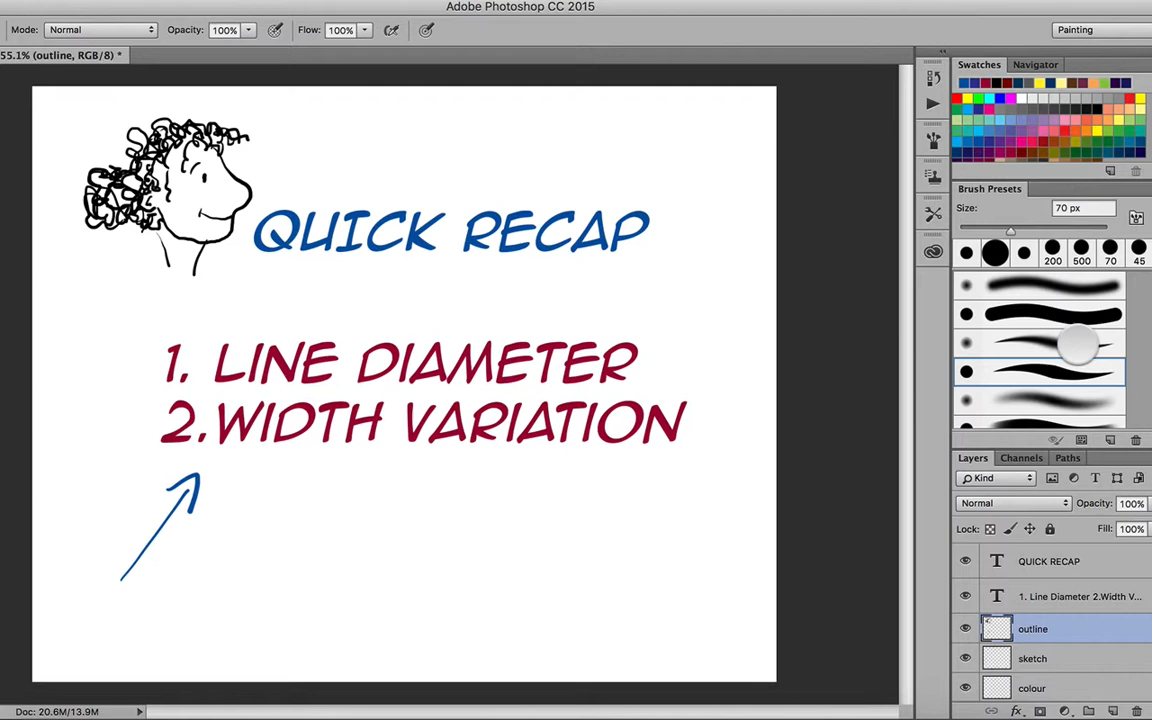 Adobe Photoshop CC 2015
Mode: Normal Opacity: 100% Flow: 100% Painting
55.1% (outline, RGB/8) *
Swatches Navigator
Brush Presets
Size: 70 px
200 500 70 45
QUICK RECAP
1. LINE DIAMETER
2.WIDTH VARIATION
Layers Channels Paths
Kind
Normal Opacity: 100%
Lock: Fill: 100%
T QUICK RECAP
T 1. Line Diameter 2.Width V...
outline
sketch
colour
fx
Doc: 20.6M/13.9M